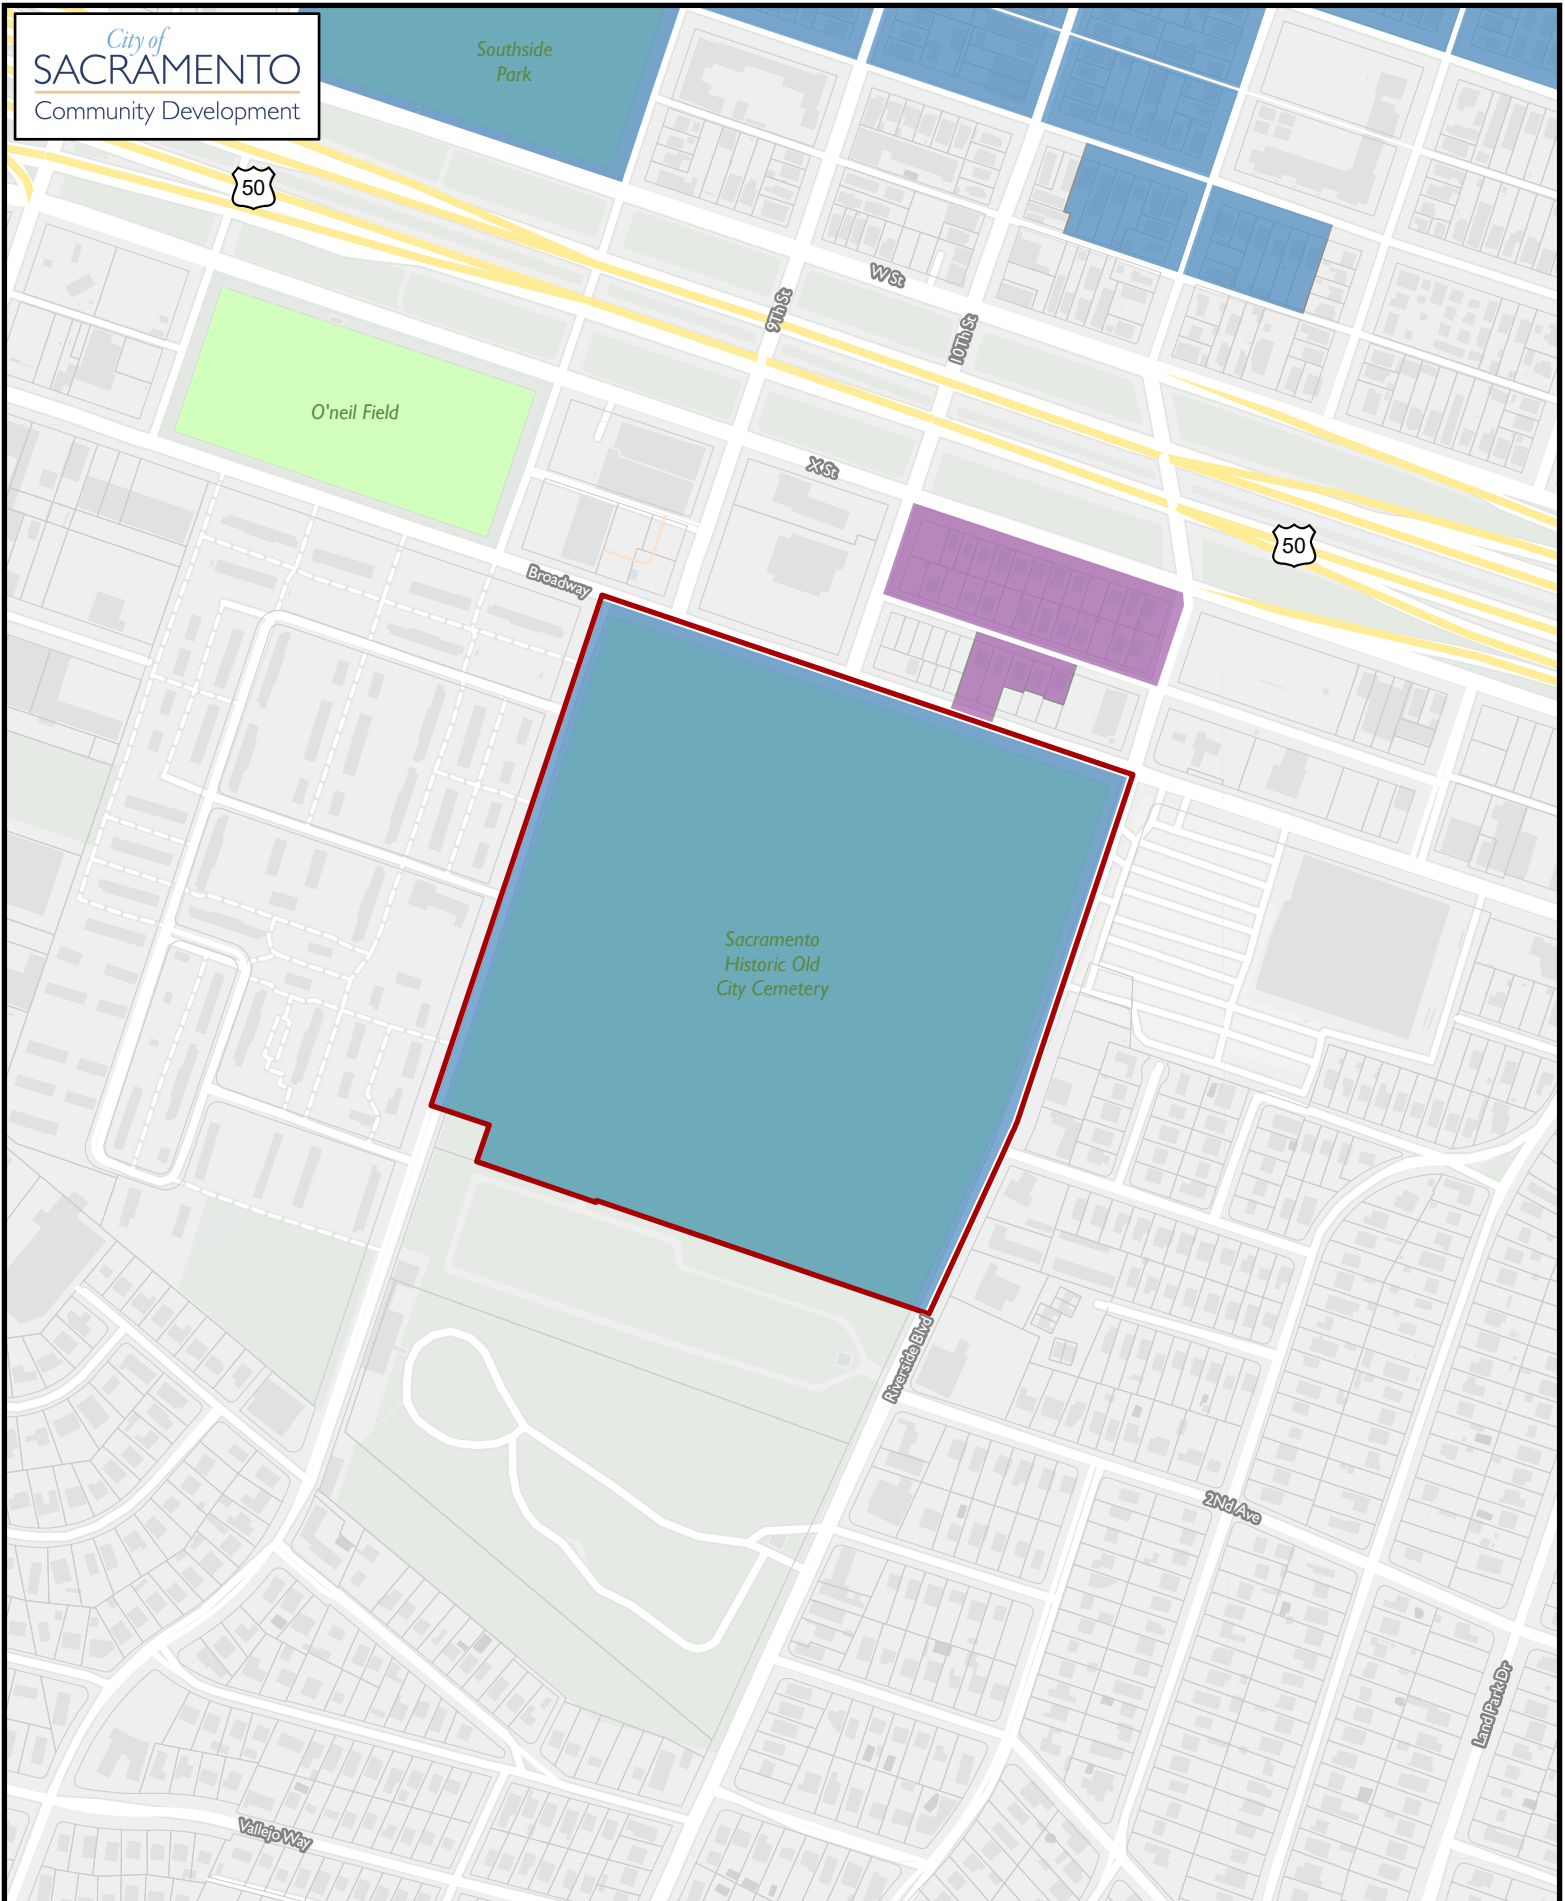 City of
SACRAMENTO
Community Development
Southside
Park
50
W St
9Th St
10Th St
O'neil Field
X St
50
Broadway
Sacramento
Historic Old
City Cemetery
Riverside Blvd
2Nd Ave
Land Park Dr
Vallejo Way